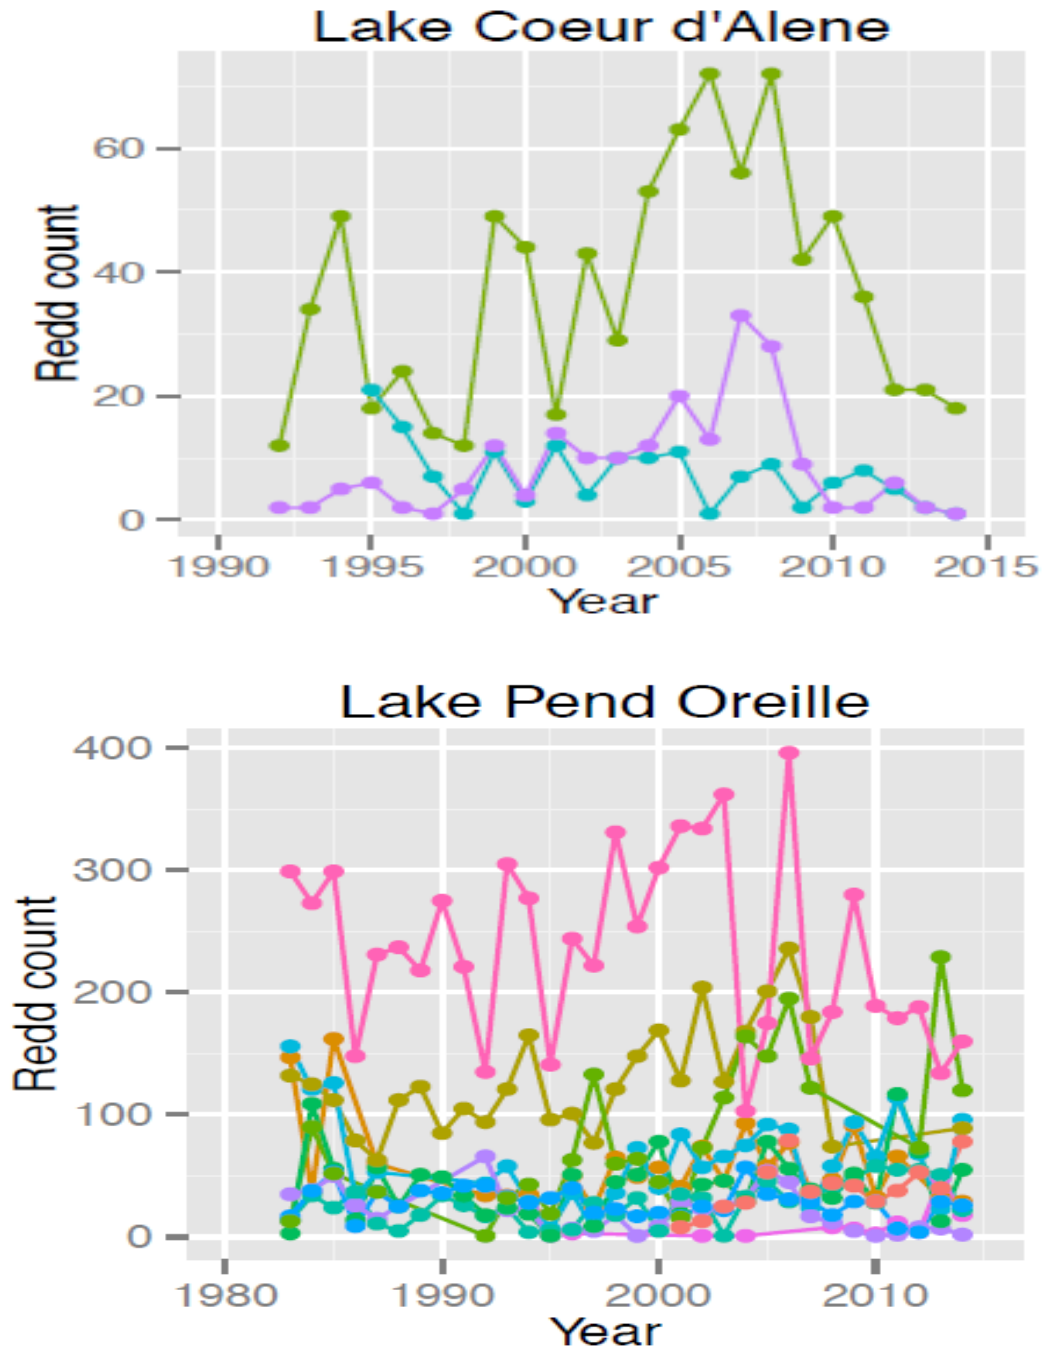 Lake Coeur d'Alene
60
40
20
0
Redd count
1990 1995 2000 2005 2010 2015
Year
Lake Pend Oreille
400
300
200
100
0
Redd count
1980 1990 2000 2010
Year